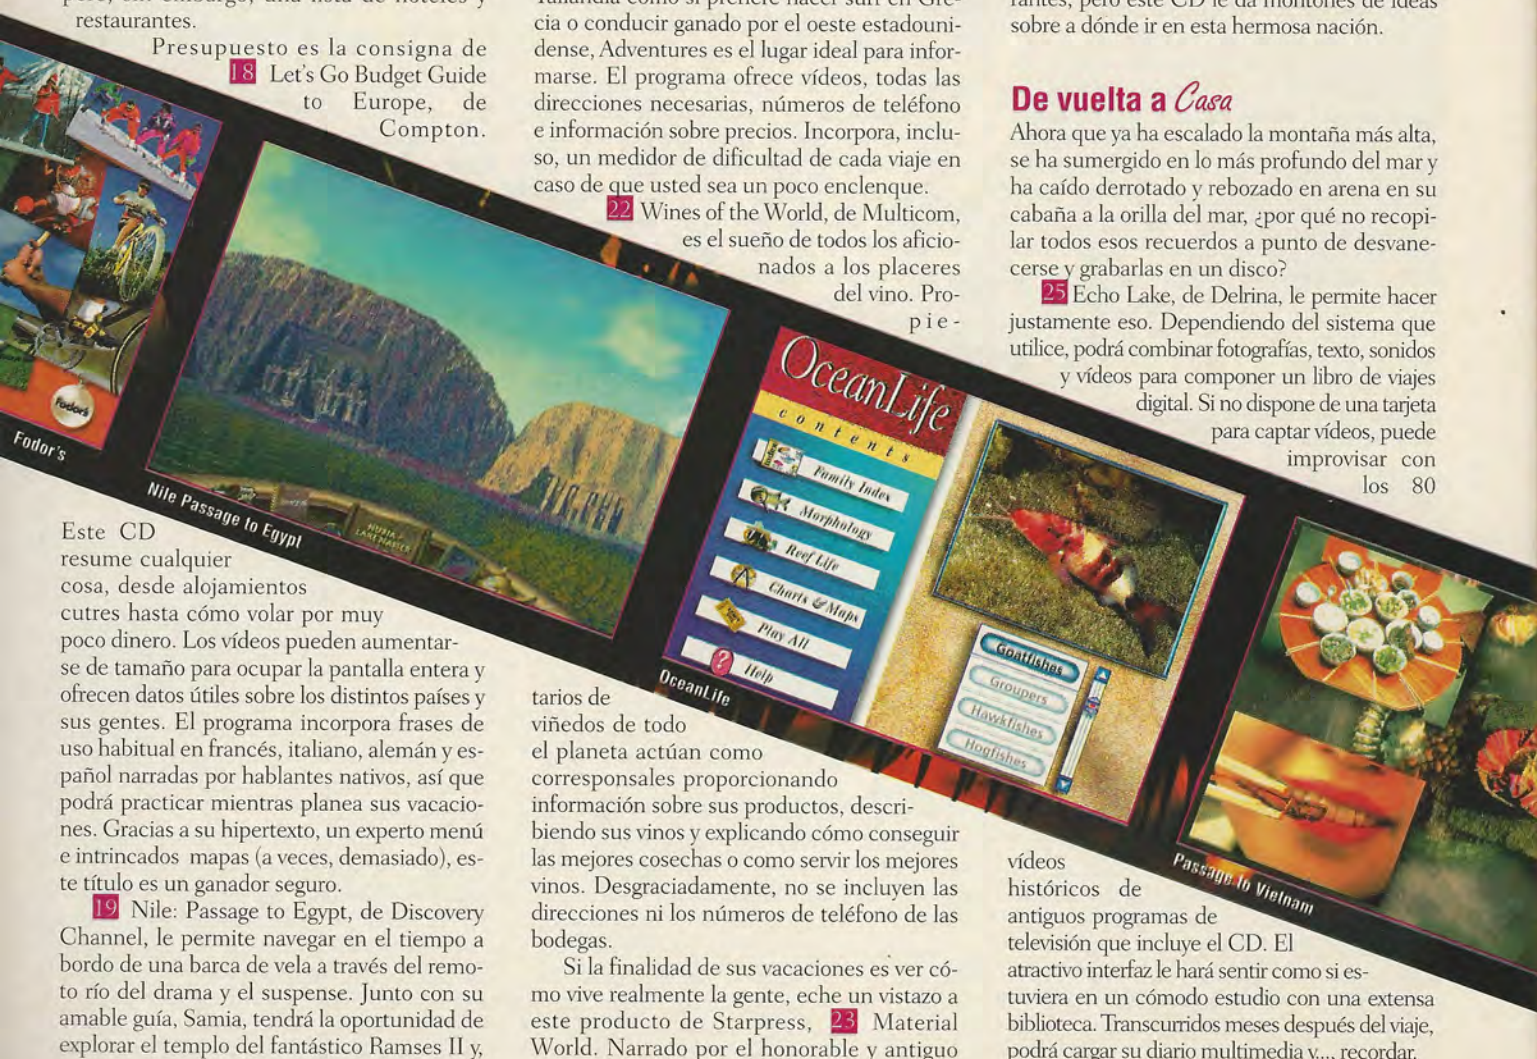 restaurantes.
Presupuesto es la consigna de
18 Let's Go Budget Guide
to Europe, de
Compton.
Este CD
resume cualquier
cosa, desde alojamientos
cutres hasta cómo volar por muy
poco dinero. Los vídeos pueden aumentar-
se de tamaño para ocupar la pantalla entera y
ofrecen datos útiles sobre los distintos países y
sus gentes. El programa incorpora frases de
uso habitual en francés, italiano, alemán y es-
pañol narradas por hablantes nativos, así que
podrá practicar mientras planea sus vacacio-
nes. Gracias a su hipertexto, un experto menú
e intrincados mapas (a veces, demasiado), es-
te título es un ganador seguro.
19 Nile: Passage to Egypt, de Discovery
Channel, le permite navegar en el tiempo a
bordo de una barca de vela a través del remo-
to río del drama y el suspense. Junto con su
amable guía, Samia, tendrá la oportunidad de
explorar el templo del fantástico Ramses II y,
cia o conducir ganado por el oeste estadouni-
dense, Adventures es el lugar ideal para infor-
marse. El programa ofrece vídeos, todas las
direcciones necesarias, números de teléfono
e información sobre precios. Incorpora, inclu-
so, un medidor de dificultad de cada viaje en
caso de que usted sea un poco enclenque.
22 Wines of the World, de Multicom,
es el sueño de todos los aficio-
nados a los placeres
del vino. Pro-
pie-
tarios de
viñedos de todo
el planeta actúan como
corresponsales proporcionando
información sobre sus productos, descri-
biendo sus vinos y explicando cómo conseguir
las mejores cosechas o como servir los mejores
vinos. Desgraciadamente, no se incluyen las
direcciones ni los números de teléfono de las
bodegas.
Si la finalidad de sus vacaciones es ver có-
mo vive realmente la gente, eche un vistazo a
este producto de Starpress, 23 Material
World. Narrado por el honorable y antiguo
rantes, pero este CD le da montones de ideas
sobre a dónde ir en esta hermosa nación.
De vuelta a Casa
Ahora que ya ha escalado la montaña más alta,
se ha sumergido en lo más profundo del mar y
ha caído derrotado y rebozado en arena en su
cabaña a la orilla del mar, ¿por qué no recopi-
lar todos esos recuerdos a punto de desvane-
cerse y grabarlas en un disco?
25 Echo Lake, de Delrina, le permite hacer
justamente eso. Dependiendo del sistema que
utilice, podrá combinar fotografías, texto, sonidos
y vídeos para componer un libro de viajes
digital. Si no dispone de una tarjeta
para captar vídeos, puede
improvisar con
los 80
vídeos
históricos de
antiguos programas de
televisión que incluye el CD. El
atractivo interfaz le hará sentir como si es-
tuviera en un cómodo estudio con una extensa
biblioteca. Transcurridos meses después del viaje,
podrá cargar su diario multimedia y..., recordar.
Fodor's
Fodor's
Nile Passage to Egypt
OceanLife
contents
Family Index
Morphology
Reef Life
Charts & Maps
Play All
Help
Goatfishes
Groupers
Hawkfishes
Hogfishes
OceanLife
Passage to Vietnam